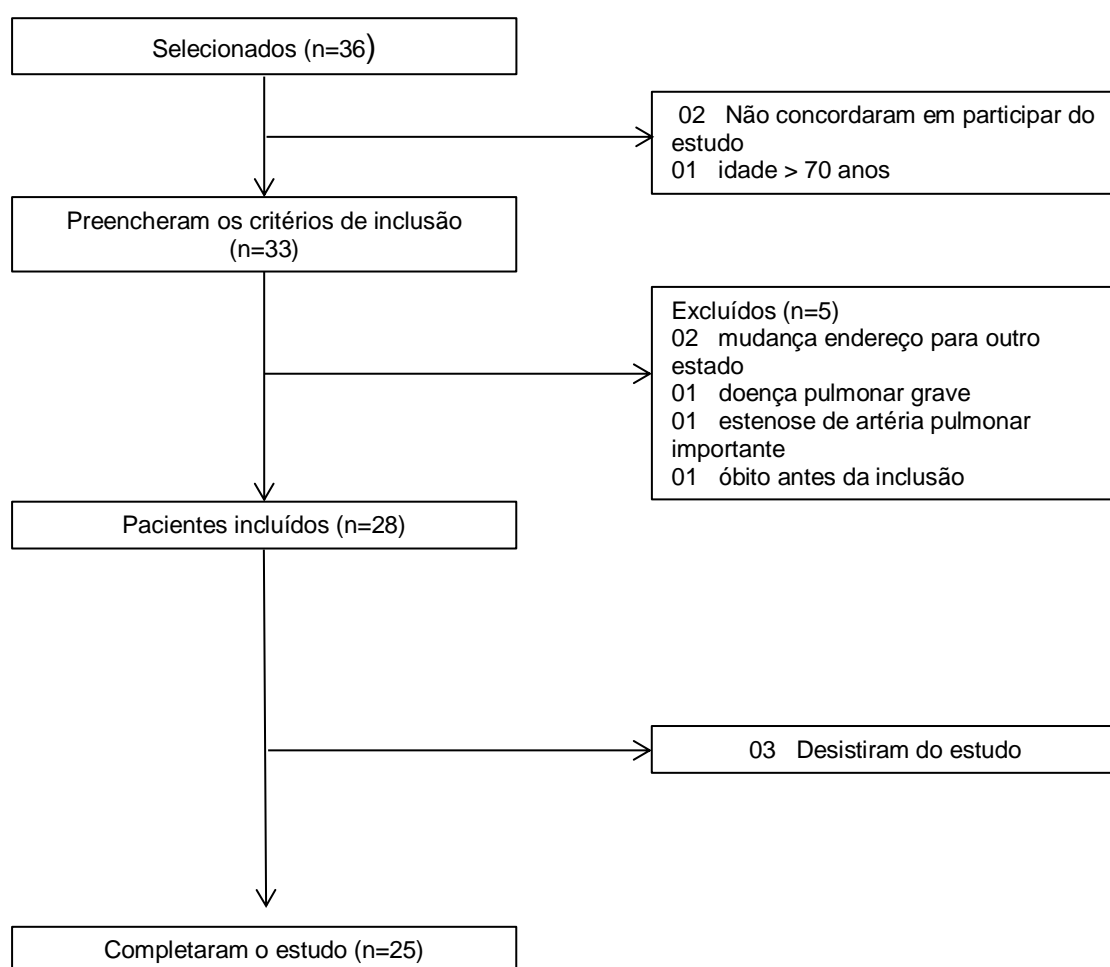 Selecionados (n=36)
02 Não concordaram em participar do
estudo
01 idade > 70 anos
Preencheram os critérios de inclusão
(n=33)
Excluídos (n=5)
02 mudança endereço para outro
estado
01 doença pulmonar grave
01 estenose de artéria pulmonar
importante
01 óbito antes da inclusão
Pacientes incluídos (n=28)
03 Desistiram do estudo
Completaram o estudo (n=25)